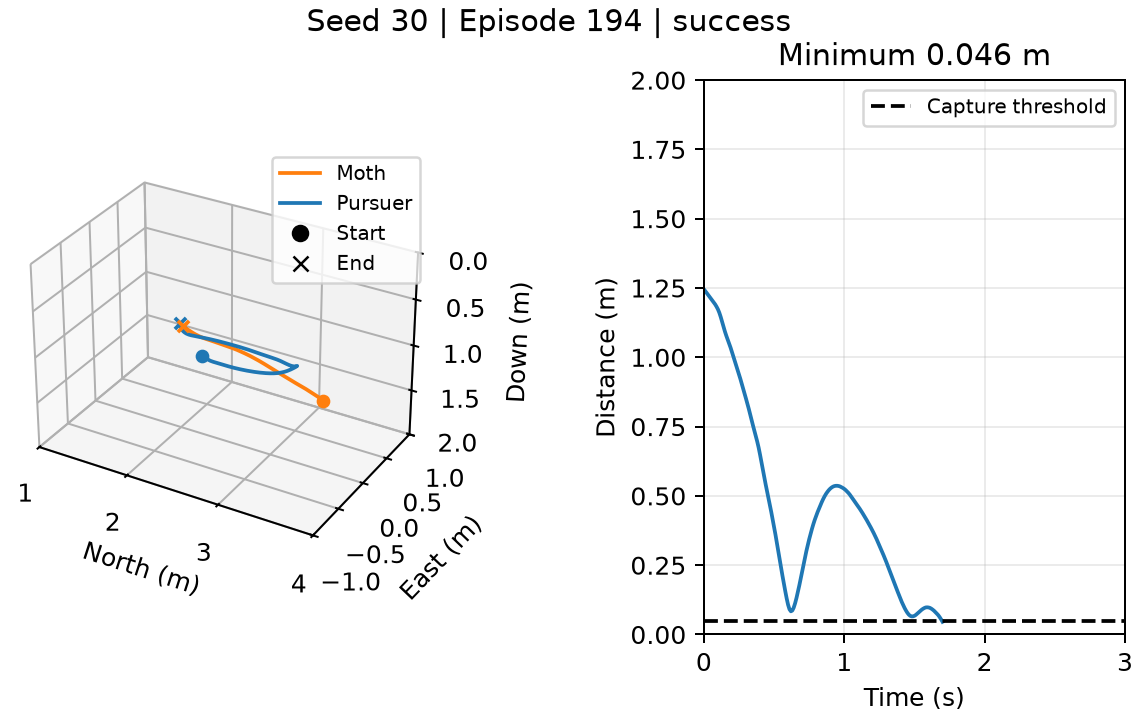 Seed 30 | Episode 194 | success
Moth
Pursuer
Start
End
0.0
0.5
1.0
1.5
2.0
Down (m)
1.0
0.5
0.0
−0.5
−1.0
East (m)
1
2
3
4
North (m)
Minimum 0.046 m
Capture threshold
2.00
1.75
1.50
1.25
1.00
0.75
0.50
0.25
0.00
Distance (m)
0
1
2
3
Time (s)